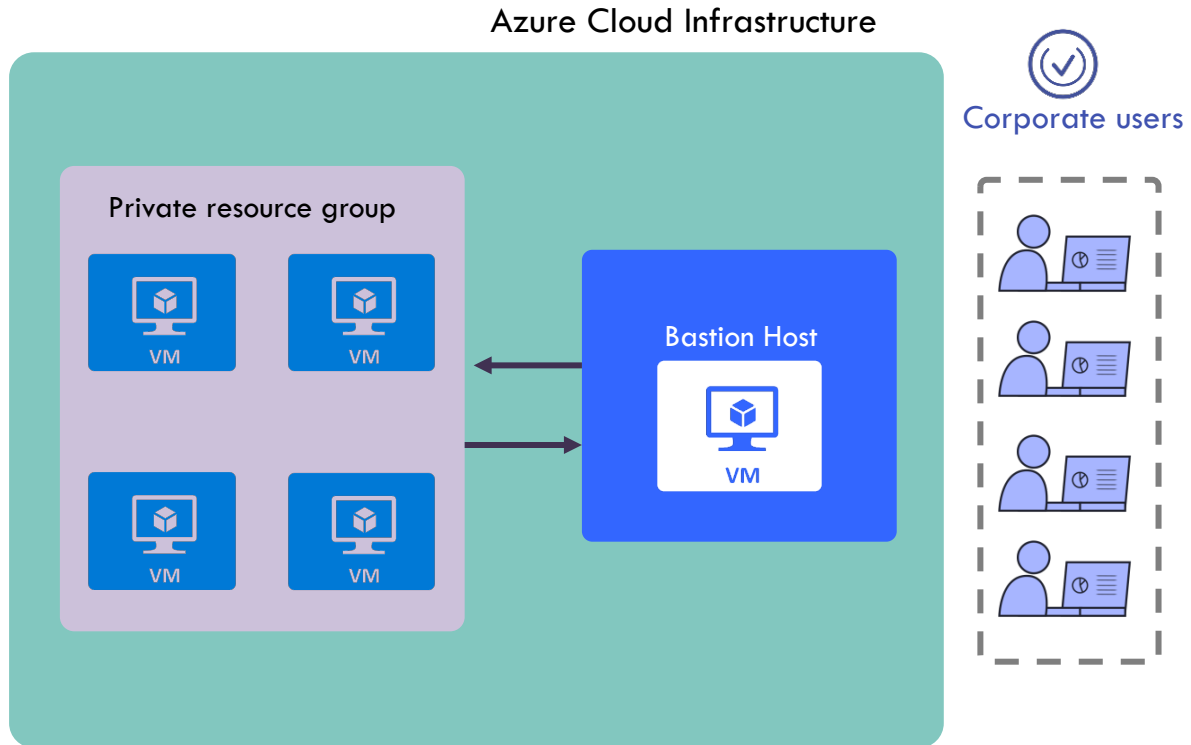 Azure Cloud Infrastructure
Corporate users
Private resource group
VM
VM
Bastion Host
VM
VM
VM